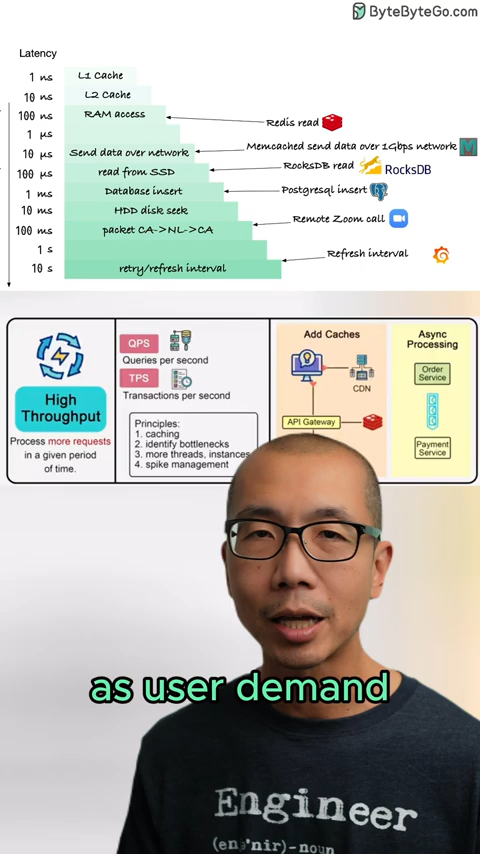 ByteByteGo.com
Latency
1 ns L1 Cache
10 ns L2 Cache
100 ns RAM access
Redis read
1 µs
Memcached send data over 1Gbps network
10 µs Send data over network
RocksDB read RocksDB
100 µs read from SSD
1 ms Database insert
Postgresql insert
10 ms HDD disk seek
Remote Zoom call
100 ms packet CA->NL->CA
1 s
Refresh interval
10 s retry/refresh interval
High
Throughput
Process more requests
in a given period
of time.
QPS
Queries per second
TPS
Transactions per second
Principles:
1. caching
2. identify bottlenecks
3. more threads, instances
4. spike management
Add Caches
CDN
API Gateway
Async
Processing
Order
Service
Payment
Service
as user demand
Engineer
(en
'nir)-noun